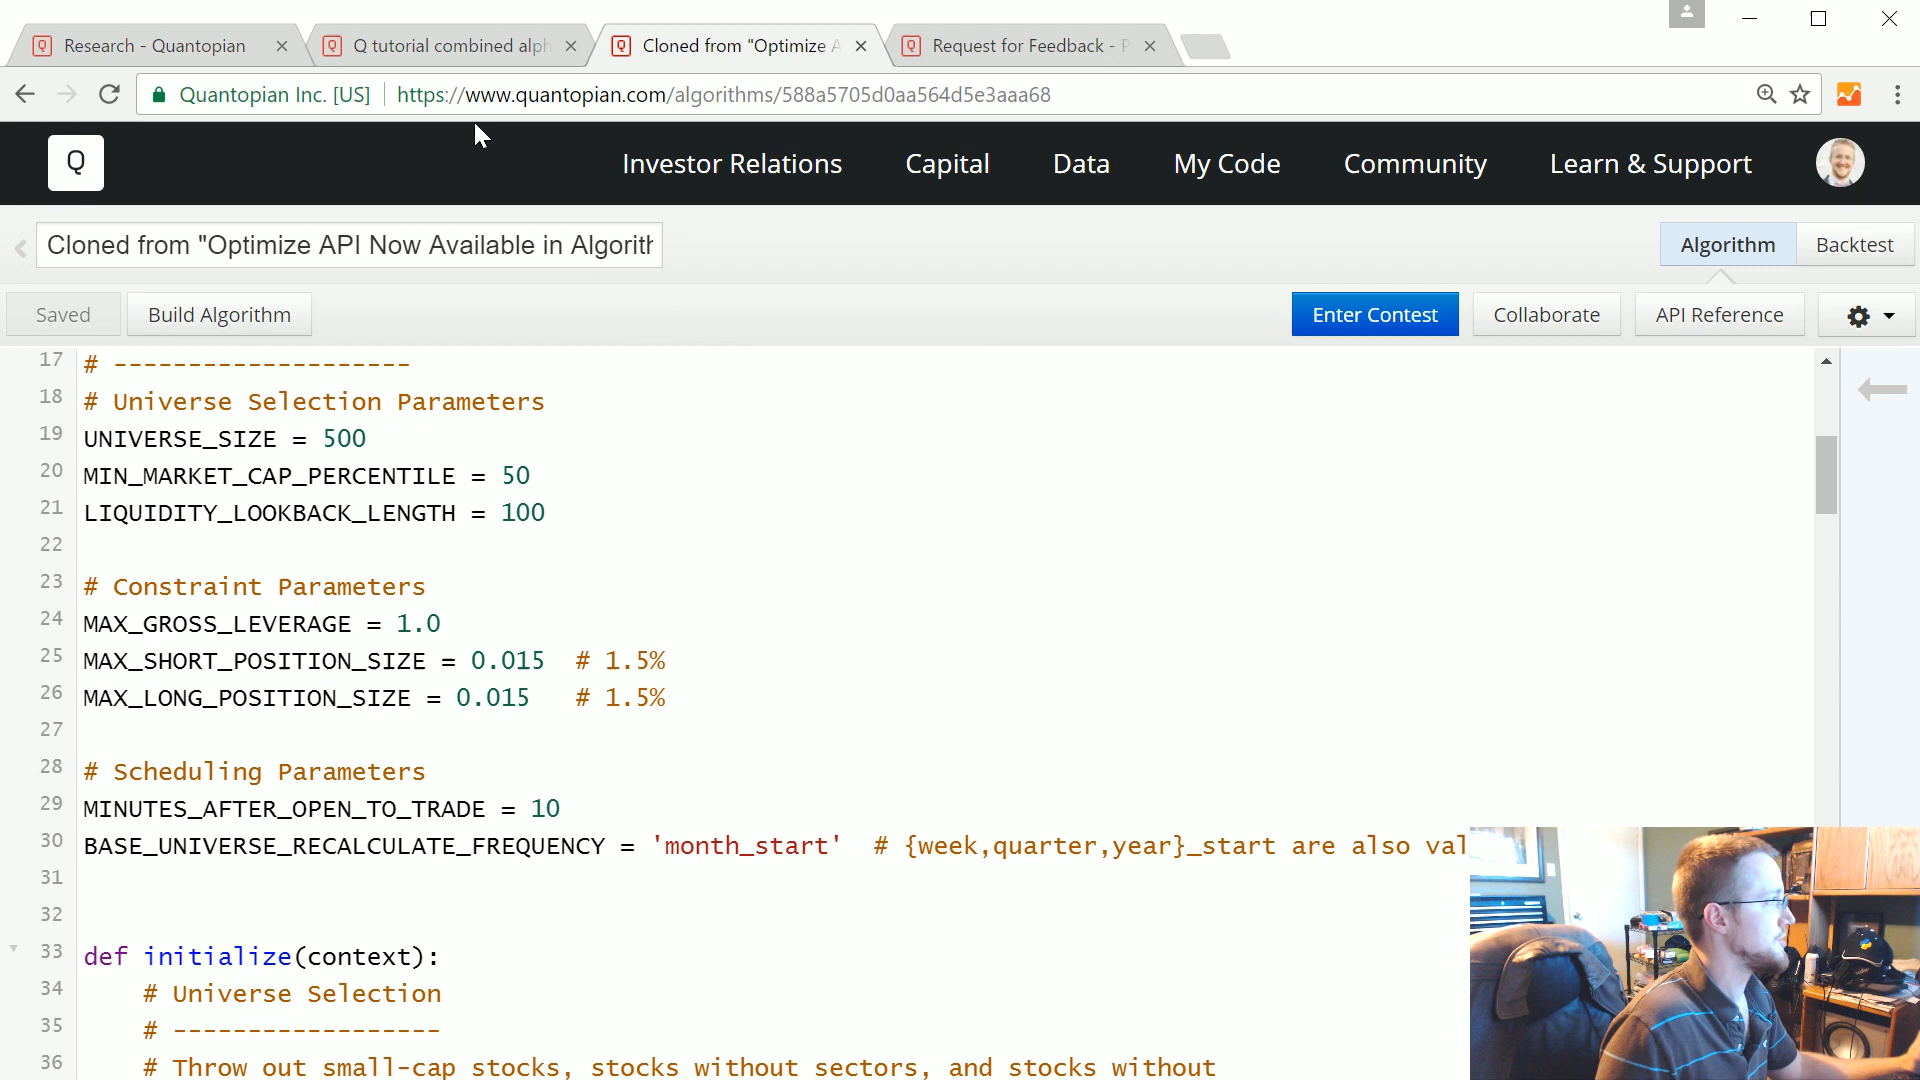 Research - Quantopian
Q tutorial combined alph
Cloned from "Optimize A
Request for Feedback - P
Quantopian Inc. [US]
https://www.quantopian.com/algorithms/588a5705d0aa564d5e3aaa68
Q
Investor Relations
Capital
Data
My Code
Community
Learn & Support
Cloned from "Optimize API Now Available in Algorith
Algorithm
Backtest
Saved
Build Algorithm
Enter Contest
Collaborate
API Reference
17 # --------------------
18 # Universe Selection Parameters
19 UNIVERSE_SIZE = 500
20 MIN_MARKET_CAP_PERCENTILE = 50
21 LIQUIDITY_LOOKBACK_LENGTH = 100
22
23 # Constraint Parameters
24 MAX_GROSS_LEVERAGE = 1.0
25 MAX_SHORT_POSITION_SIZE = 0.015  # 1.5%
26 MAX_LONG_POSITION_SIZE = 0.015   # 1.5%
27
28 # Scheduling Parameters
29 MINUTES_AFTER_OPEN_TO_TRADE = 10
30 BASE_UNIVERSE_RECALCULATE_FREQUENCY = 'month_start'  # {week,quarter,year}_start are also val
31
32
33 def initialize(context):
34     # Universe Selection
35     # ------------------
36     # Throw out small-cap stocks, stocks without sectors, and stocks without